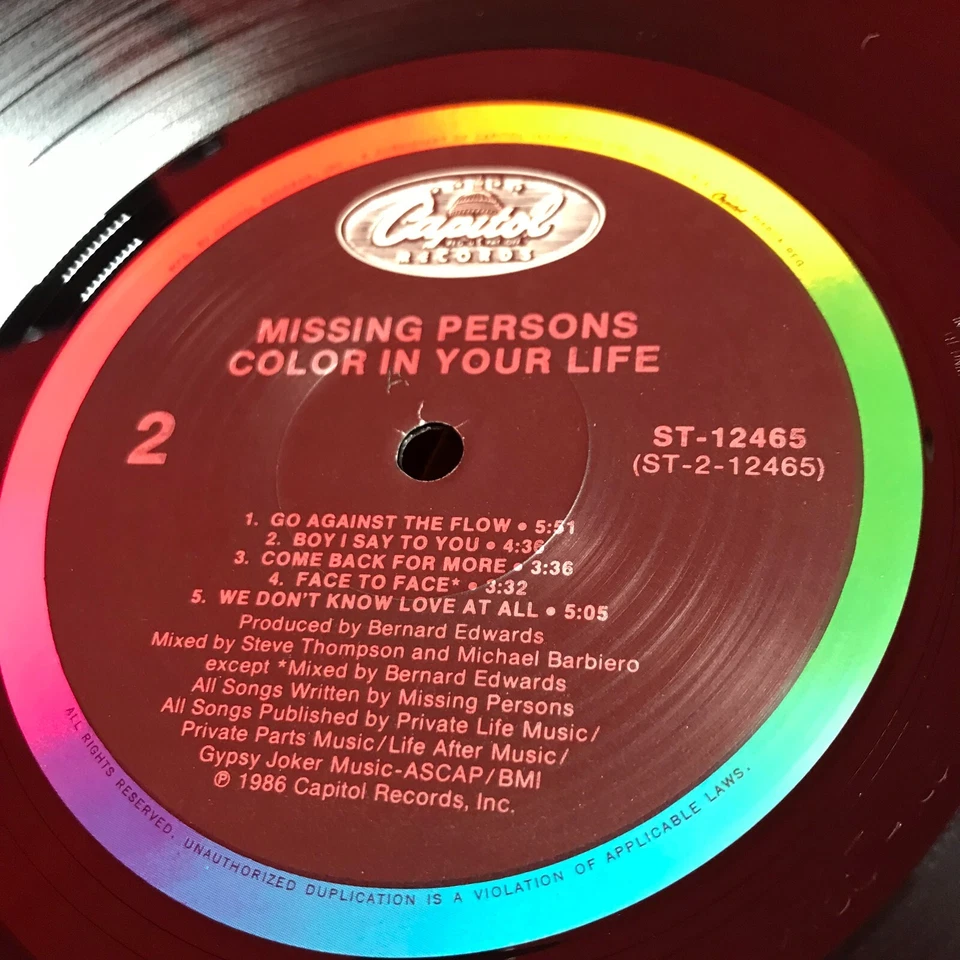 Capitol
RECORDS
MISSING PERSONS
COLOR IN YOUR LIFE
2
ST-12465
(ST-2-12465)
1. GO AGAINST THE FLOW • 5:51
2. BOY I SAY TO YOU • 4:36
3. COME BACK FOR MORE • 3:36
4. FACE TO FACE* • 3:32
5. WE DON'T KNOW LOVE AT ALL • 5:05
Produced by Bernard Edwards
Mixed by Steve Thompson and Michael Barbiero
except *Mixed by Bernard Edwards
All Songs Written by Missing Persons
All Songs Published by Private Life Music/
Private Parts Music/Life After Music/
Gypsy Joker Music-ASCAP/BMI
℗ 1986 Capitol Records, Inc.
ALL RIGHTS RESERVED. UNAUTHORIZED DUPLICATION IS A VIOLATION OF APPLICABLE LAWS.